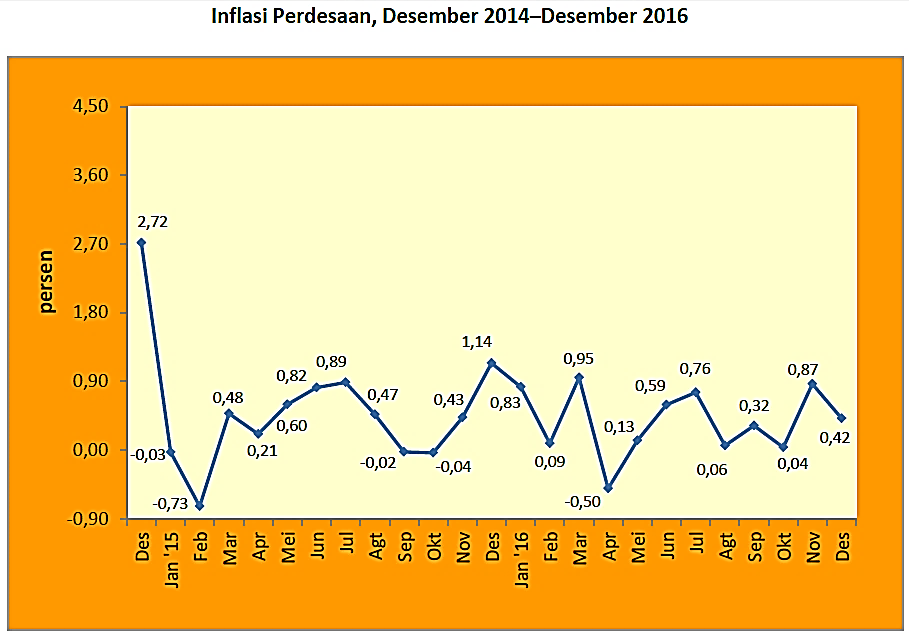 Inflasi Perdesaan, Desember 2014–Desember 2016
persen
4,50
3,60
2,70
1,80
0,90
0,00
-0,90
2,72
-0,03
-0,73
0,48
0,21
0,60
0,82
0,89
0,47
-0,02
-0,04
0,43
1,14
0,83
0,09
0,95
-0,50
0,13
0,59
0,76
0,06
0,32
0,04
0,87
0,42
Des
Jan '15
Feb
Mar
Apr
Mei
Jun
Jul
Agt
Sep
Okt
Nov
Des
Jan '16
Feb
Mar
Apr
Mei
Jun
Jul
Agt
Sep
Okt
Nov
Des